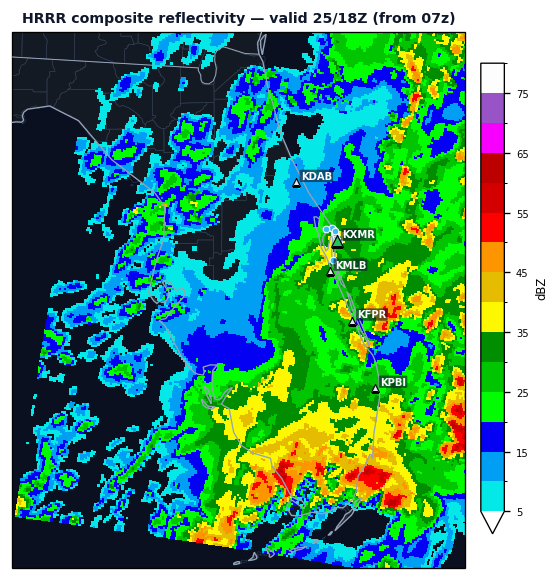 HRRR composite reflectivity — valid 25/18Z (from 07z)
KDAB
KXMR
KMLB
KFPR
KPBI
75
65
55
45
35
25
15
5
dBZ